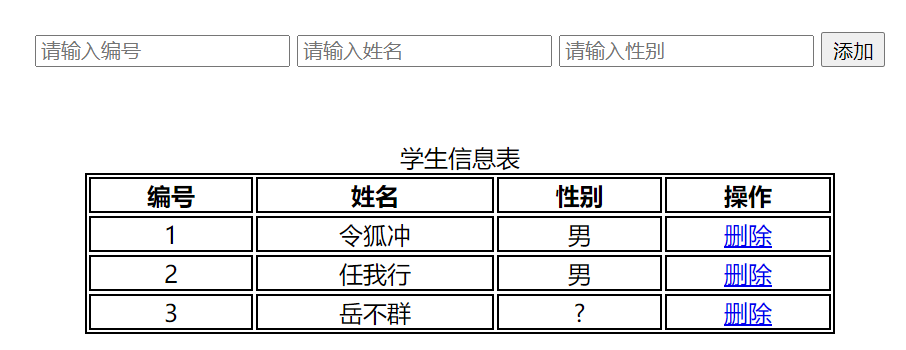 请输入编号 请输入姓名 请输入性别 添加
学生信息表
编号 姓名 性别 操作
1 令狐冲 男 删除
2 任我行 男 删除
3 岳不群 ? 删除